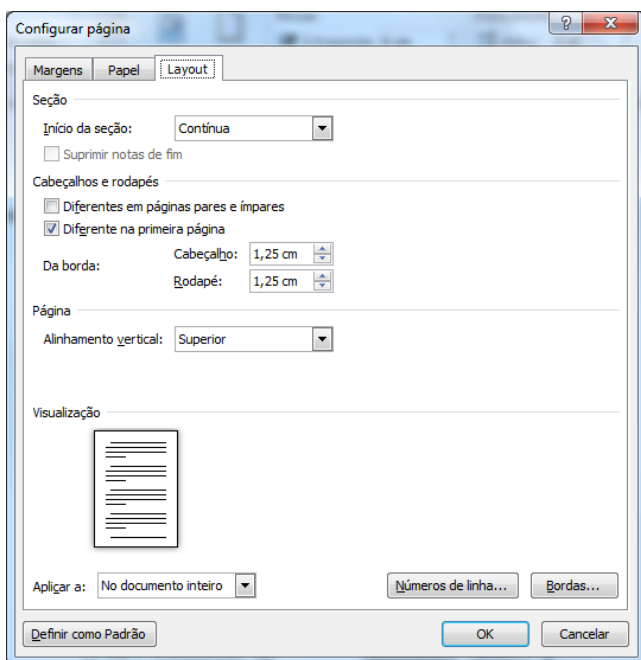 Configurar página
Margens Papel Layout
Seção
Início da seção: Contínua
Suprimir notas de fim
Cabeçalhos e rodapés
Diferentes em páginas pares e ímpares
Diferente na primeira página
Cabeçalho: 1,25 cm
Da borda:
Rodapé: 1,25 cm
Página
Alinhamento vertical: Superior
Visualização
Aplicar a: No documento inteiro Números de linha... Bordas...
Definir como Padrão OK Cancelar